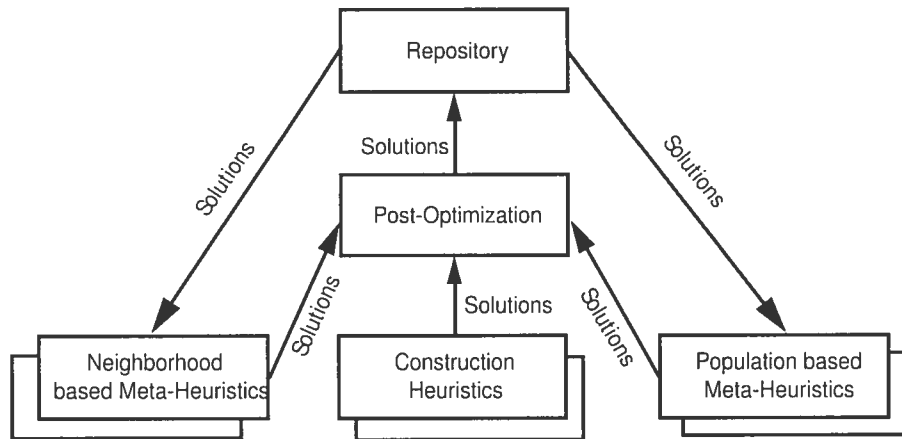 Repository
Solutions
Solutions
Solutions
Post-Optimization
Solutions
Solutions
Solutions
Neighborhood
based Meta-Heuristics
Construction
Heuristics
Population based
Meta-Heuristics